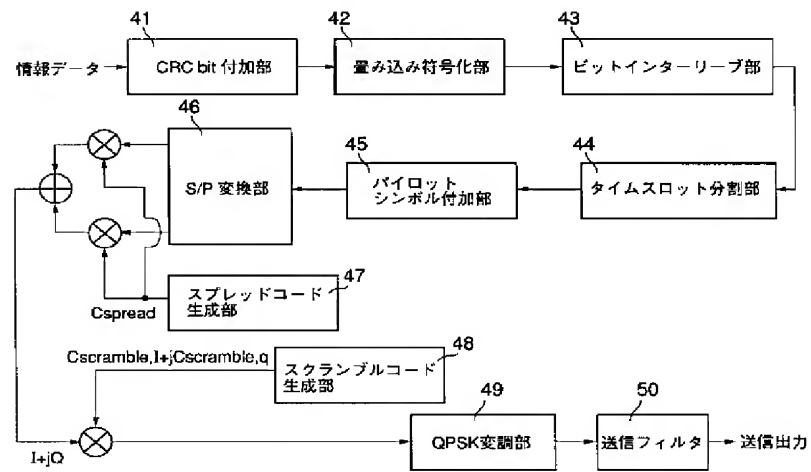 41
42
43
情報データ
CRC bit 付加部
畳み込み符号化部
ビットインターリーブ部
46
45
44
S/P 変換部
パイロット
シンボル付加部
タイムスロット分割部
47
スプレッドコード
生成部
Cspread
48
Cscramble,I+jCscramble,q
スクランブルコード
生成部
49
50
I+jQ
QPSK変調部
送信フィルタ
送信出力